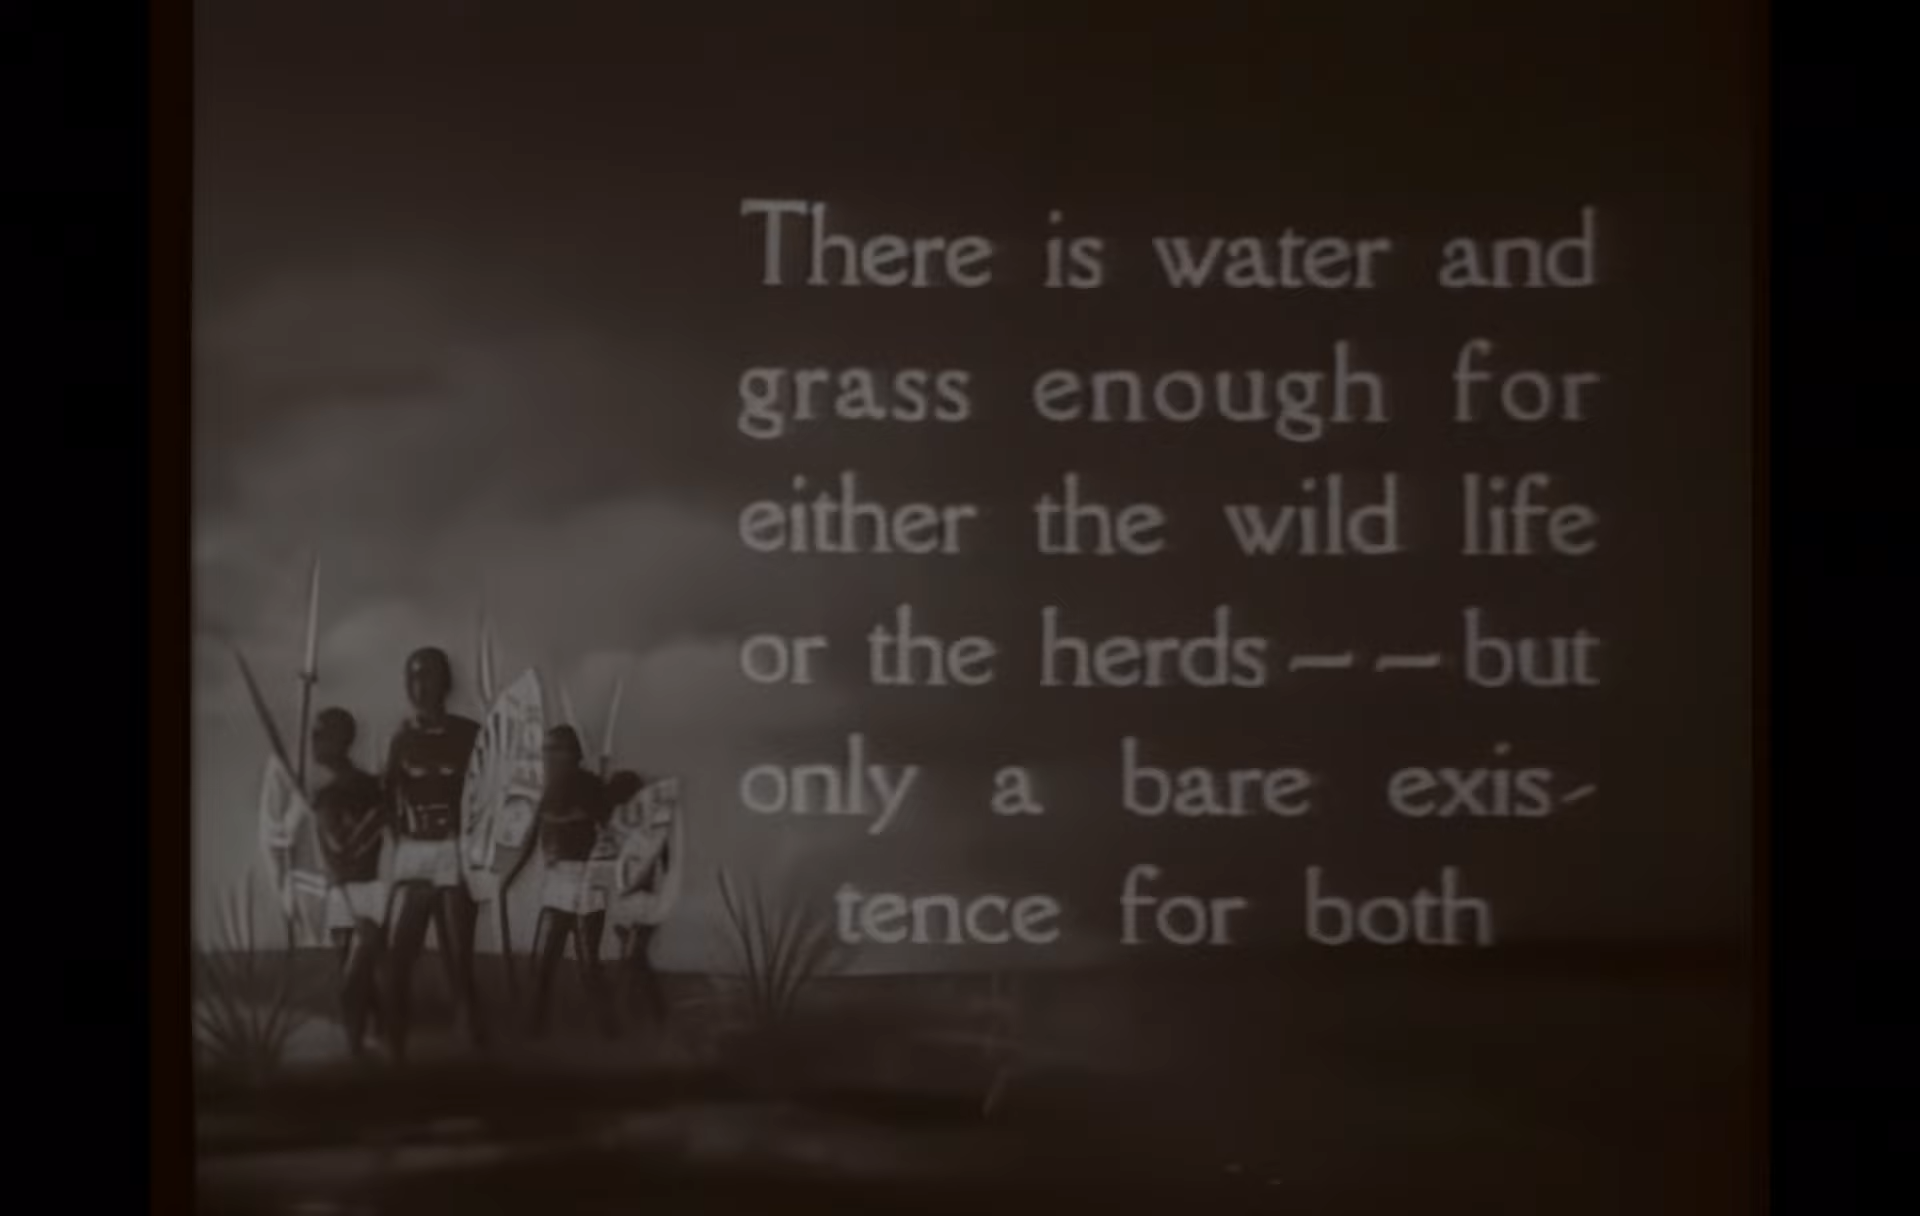 There is water and
grass enough for
either the wild life
or the herds — — but
only a bare exis-
tence for both